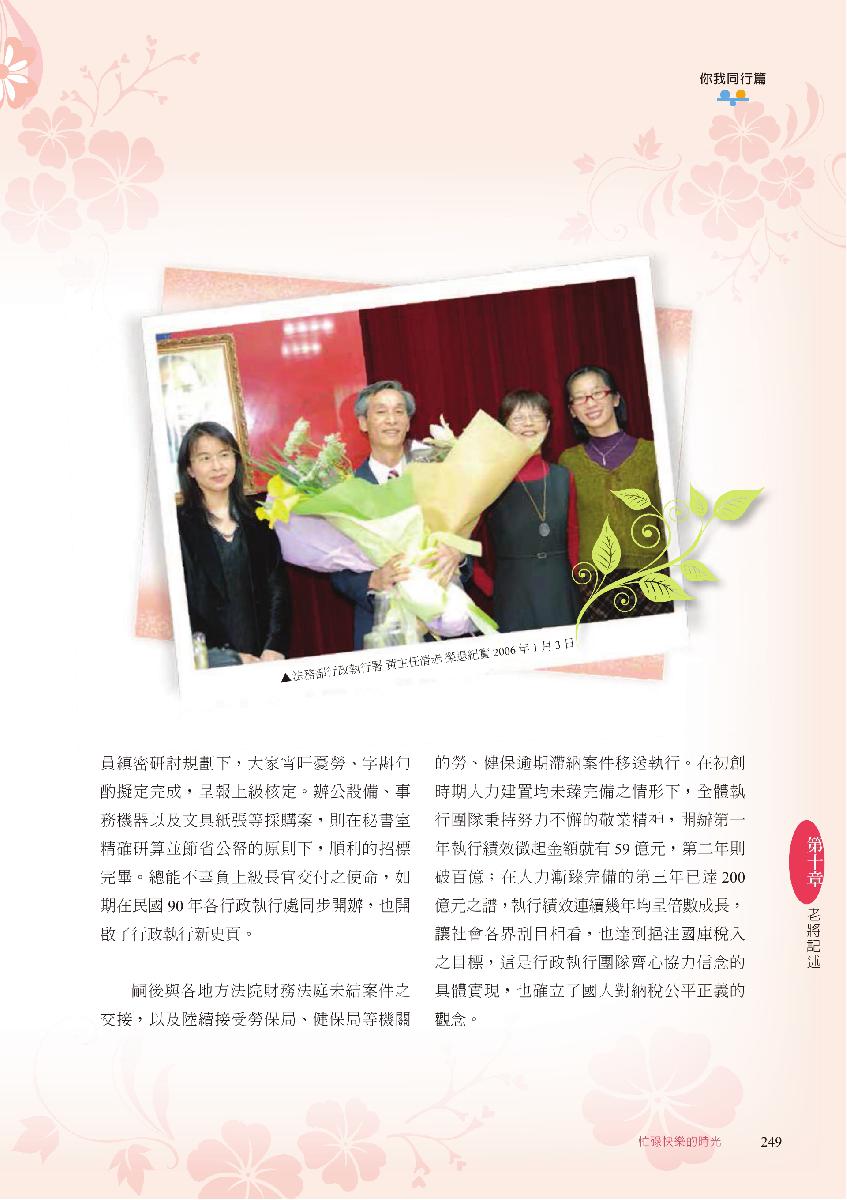 你我同行篇
▲法務部行政執行署 黃主任清赤 榮退紀實 2006 年 1 月 3 日
員縝密研討規劃下，大家宵旰憂勞、字斟句
酌擬定完成，呈報上級核定。辦公設備、事
務機器以及文具紙張等採購案，則在秘書室
精確研算並節省公帑的原則下，順利的招標
完畢。總能不辜負上級長官交付之使命，如
期在民國 90 年各行政執行處同步開辦，也開
啟了行政執行新史頁。
嗣後與各地方法院財務法庭未結案件之
交接，以及陸續接受勞保局、健保局等機關
的勞、健保逾期滯納案件移送執行。在初創
時期人力建置均未臻完備之情形下，全體執
行團隊秉持努力不懈的敬業精神，開辦第一
年執行績效徵起金額就有 59 億元，第二年則
破百億；在人力漸臻完備的第三年已達 200
億元之譜，執行績效連續幾年均呈倍數成長，
讓社會各界刮目相看，也達到挹注國庫稅入
之目標，這是行政執行團隊齊心協力信念的
具體實現，也確立了國人對納稅公平正義的
觀念。
第十章
老將記述
忙碌快樂的時光
249